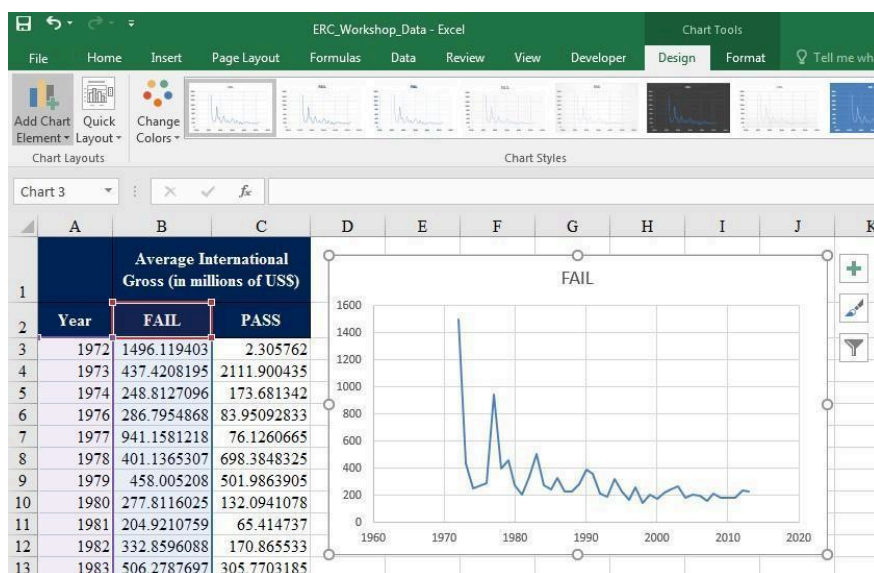 ERC_Workshop_Data - Excel
Chart Tools
File Home Insert Page Layout Formulas Data Review View Developer Design Format Tell me
Add Chart Element
Quick Layout
Change Colors
Chart Layouts
Chart Styles
Chart 3
fx
A B C D E F G H I J K
1 Average International
Gross (in millions of US$)
2 Year FAIL PASS
3 1972 1496.119403 2.305762
4 1973 437.4208195 2111.900435
5 1974 248.8127096 173.681342
6 1976 286.7954868 83.95092833
7 1977 941.1581218 76.1260665
8 1978 401.1365307 698.3848325
9 1979 458.005208 501.9863905
10 1980 277.8116025 132.0941078
11 1981 204.9210759 65.414737
12 1982 332.8596088 170.865533
13 1983 506.2787697 305.7703185
FAIL
1600
1400
1200
1000
800
600
400
200
0
1960 1970 1980 1990 2000 2010 2020